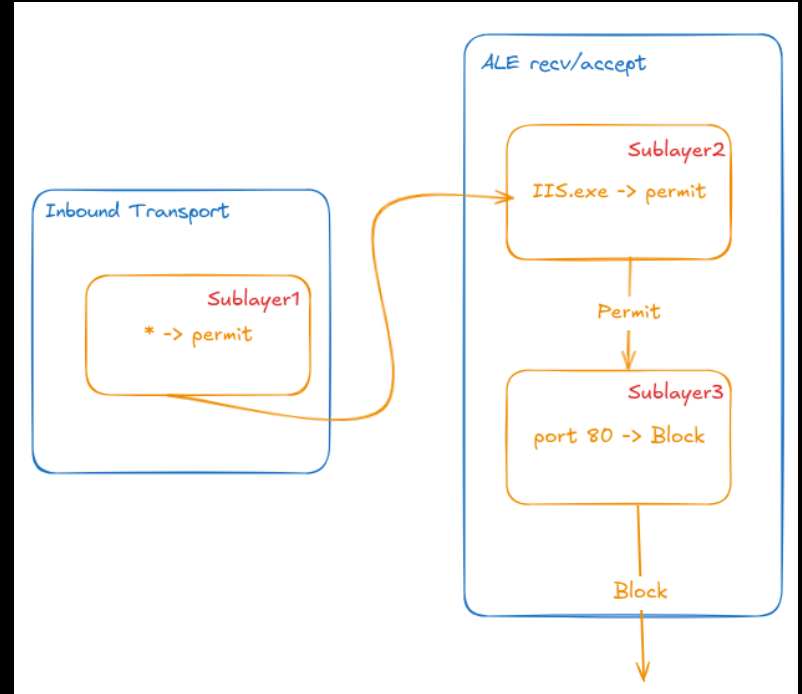 ALE recv/accept
Sublayer2
IIS.exe -> permit
Inbound Transport
Sublayer1
* -> permit
Permit
Sublayer3
port 80 -> Block
Block